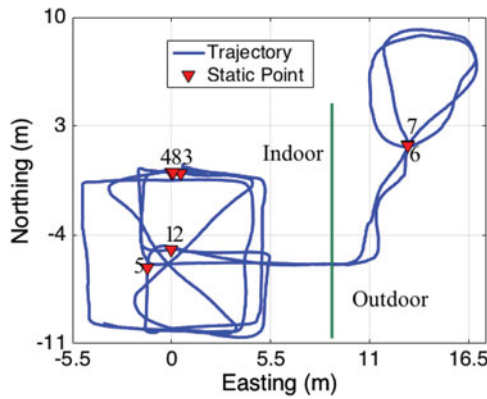 10
3
-4
-11
Northing (m)
Trajectory
Static Point
7
6
483
Indoor
12
5
Outdoor
-5.5
0
5.5
11
16.5
Easting (m)